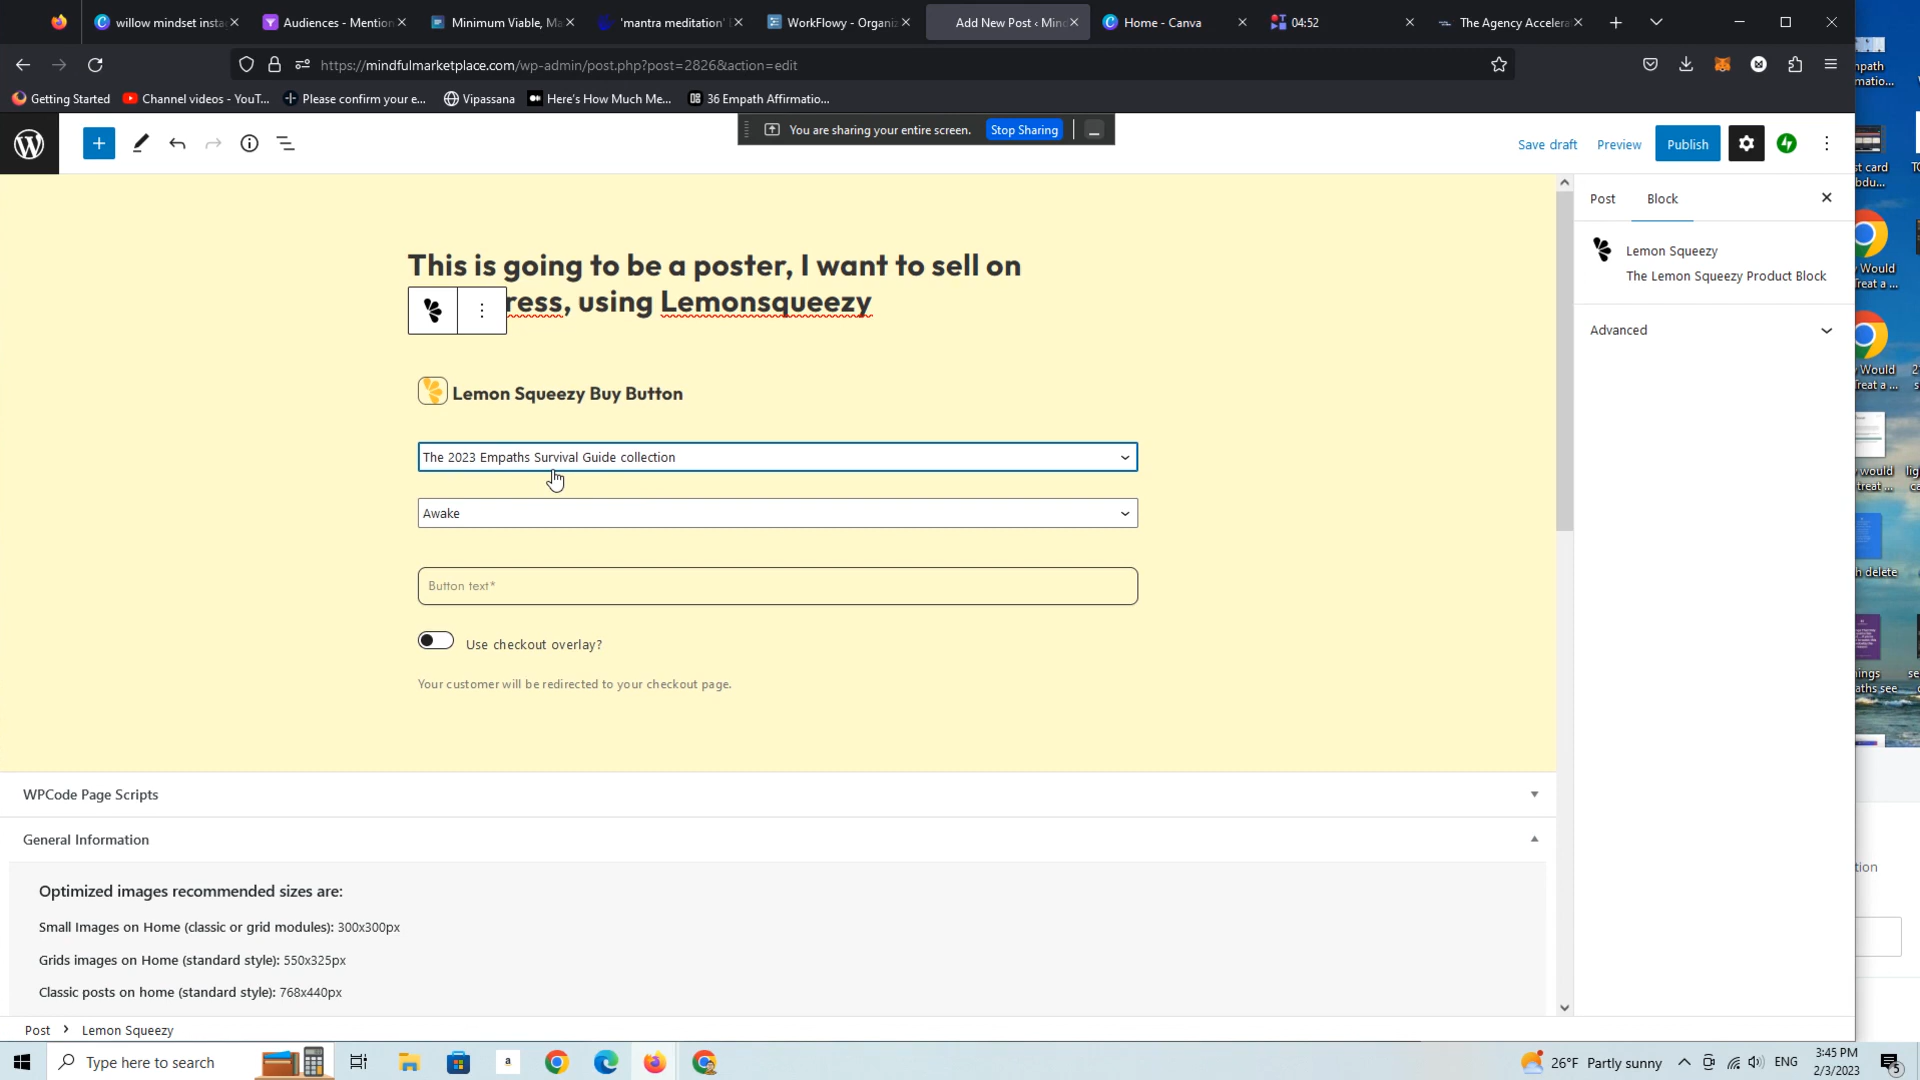 willow mindset insta
Audiences - Mention
Minimum Viable, Ma
'mantra meditation'
WorkFlowy - Organiz
Add New Post ‹ Mind
Home - Canva
04:52
The Agency Accelera
https://mindfulmarketplace.com/wp-admin/post.php?post=2826&action=edit
Getting Started
Channel videos - YouT...
Please confirm your e...
Vipassana
Here's How Much Me...
36 Empath Affirmatio...
You are sharing your entire screen.
Stop Sharing
Save draft
Preview
Publish
This is going to be a poster, I want to sell on
ress, using Lemonsqueezy
Lemon Squeezy Buy Button
The 2023 Empaths Survival Guide collection
Awake
Button text*
Use checkout overlay?
Your customer will be redirected to your checkout page.
Post
Block
Lemon Squeezy
The Lemon Squeezy Product Block
Advanced
WPCode Page Scripts
General Information
Optimized images recommended sizes are:
Small Images on Home (classic or grid modules): 300x300px
Grids images on Home (standard style): 550x325px
Classic posts on home (standard style): 768x440px
Post
Lemon Squeezy
Type here to search
26°F Partly sunny
ENG
3:45 PM
2/3/2023
5